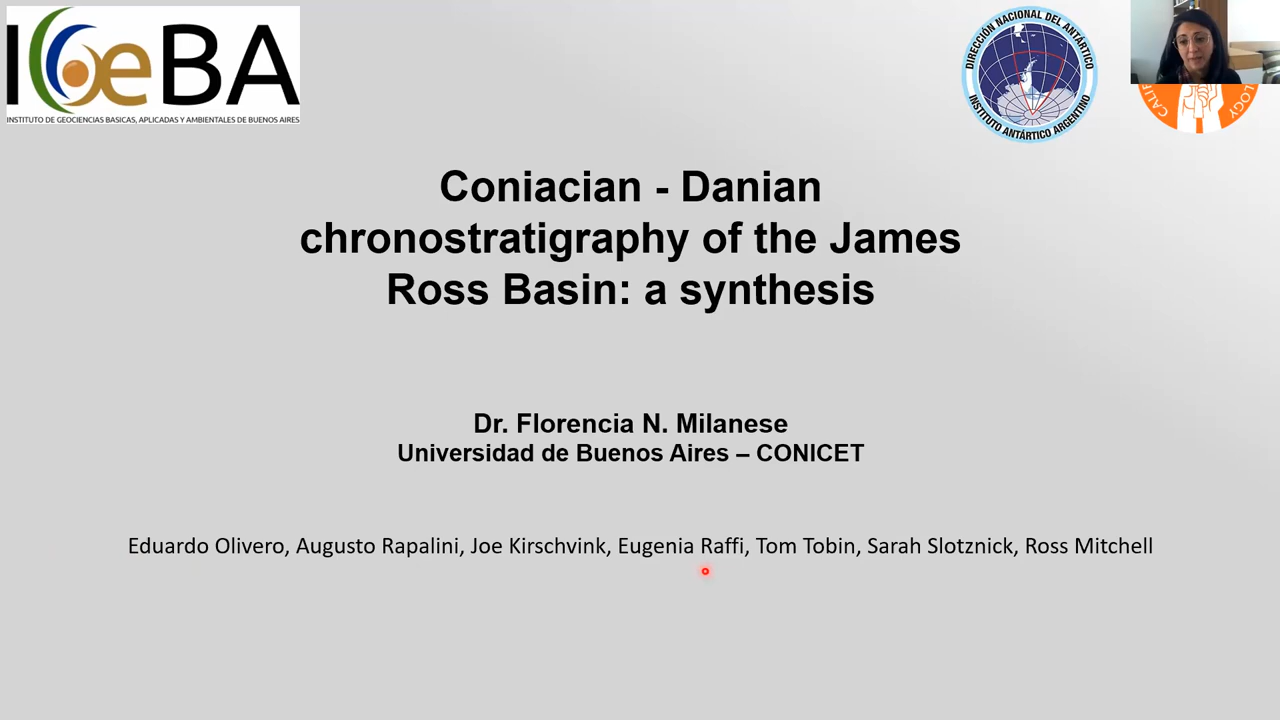 IGeBA
INSTITUTO DE GEOCIENCIAS BASICAS, APLICADAS Y AMBIENTALES DE BUENOS AIRES
DIRECCIÓN NACIONAL DEL ANTÁRTICO
INSTITUTO ANTÁRTICO ARGENTINO
Coniacian - Danian
chronostratigraphy of the James
Ross Basin: a synthesis
Dr. Florencia N. Milanese
Universidad de Buenos Aires – CONICET
Eduardo Olivero, Augusto Rapalini, Joe Kirschvink, Eugenia Raffi, Tom Tobin, Sarah Slotznick, Ross Mitchell